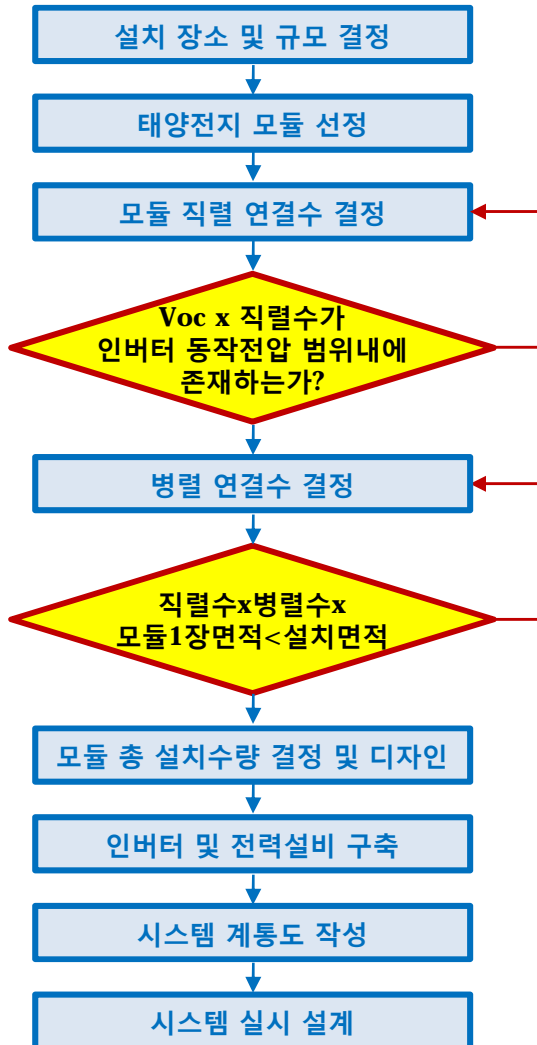 설치 장소 및 규모 결정
태양전지 모듈 선정
모듈 직렬 연결수 결정
Voc x 직렬수가
인버터 동작전압 범위내에
존재하는가?
병렬 연결수 결정
직렬수x병렬수x
모듈1장면적<설치면적
모듈 총 설치수량 결정 및 디자인
인버터 및 전력설비 구축
시스템 계통도 작성
시스템 실시 설계